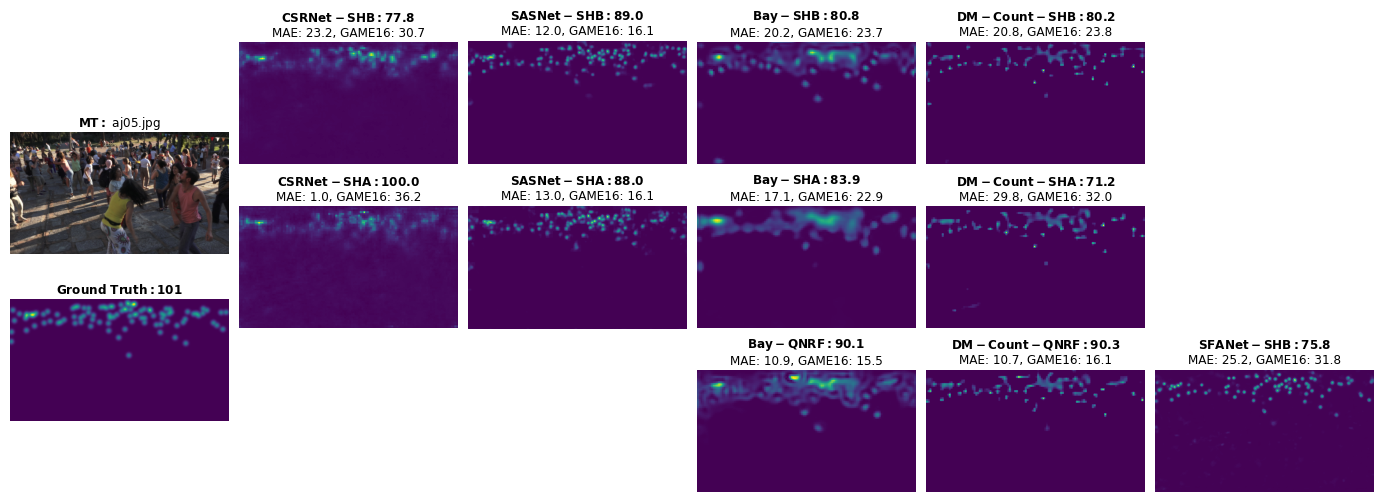 CSRNet−SHB: 77.8
MAE: 23.2, GAME16: 30.7
SASNet−SHB: 89.0
MAE: 12.0, GAME16: 16.1
Bay−SHB: 80.8
MAE: 20.2, GAME16: 23.7
DM−Count−SHB: 80.2
MAE: 20.8, GAME16: 23.8
MT: aj05.jpg
CSRNet−SHA: 100.0
MAE: 1.0, GAME16: 36.2
SASNet−SHA: 88.0
MAE: 13.0, GAME16: 16.1
Bay−SHA: 83.9
MAE: 17.1, GAME16: 22.9
DM−Count−SHA: 71.2
MAE: 29.8, GAME16: 32.0
Ground Truth: 101
Bay−QNRF: 90.1
MAE: 10.9, GAME16: 15.5
DM−Count−QNRF: 90.3
MAE: 10.7, GAME16: 16.1
SFANet−SHB: 75.8
MAE: 25.2, GAME16: 31.8